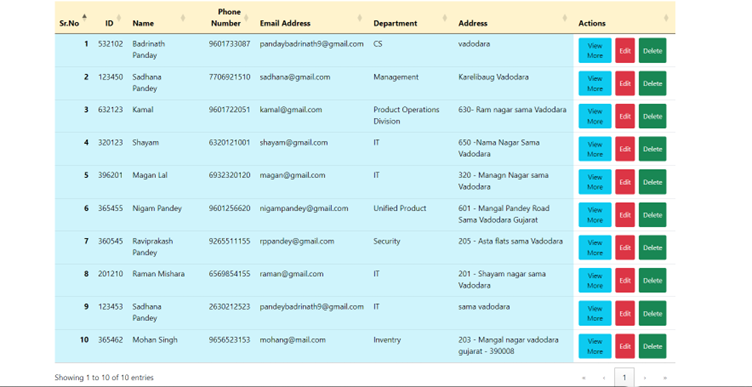 Sr.No ID Name Phone Number Email Address Department Address Actions
1 532102 Badrinath Panday 9601733087 pandaybadrinath9@gmail.com CS vadodara View More Edit Delete
2 123450 Sadhana Pandey 7706921510 sadhana@gmail.com Management Karelibaug Vadodara View More Edit Delete
3 632123 Kamal 9601722051 kamal@gmail.com Product Operations Division 630- Ram nagar sama Vadodara View More Edit Delete
4 320123 Shayam 6320121001 shayam@gmail.com IT 650 -Nama Nagar Sama Vadodara View More Edit Delete
5 396201 Magan Lal 6932320120 magan@gmail.com IT 320 - Managn Nagar sama Vadodara View More Edit Delete
6 365455 Nigam Pandey 9601256620 nigampandey@gmail.com Unified Product 601 - Mangal Pandey Road Sama Vadodara Gujarat View More Edit Delete
7 360545 Raviprakash Pandey 9265511155 rppandey@gmail.com Security 205 - Asta flats sama Vadodara View More Edit Delete
8 201210 Raman Mishara 6569854155 raman@gmail.com IT 201 - Shayam nagar sama Vadodara View More Edit Delete
9 123453 Sadhana Pandey 2630212523 pandeybadrinath9@gmail.com IT sama vadodara View More Edit Delete
10 365462 Mohan Singh 9656523153 mohang@mail.com Inventry 203 - Mangal nagar vadodara gujarat - 390008 View More Edit Delete
Showing 1 to 10 of 10 entries « ‹ 1 › »